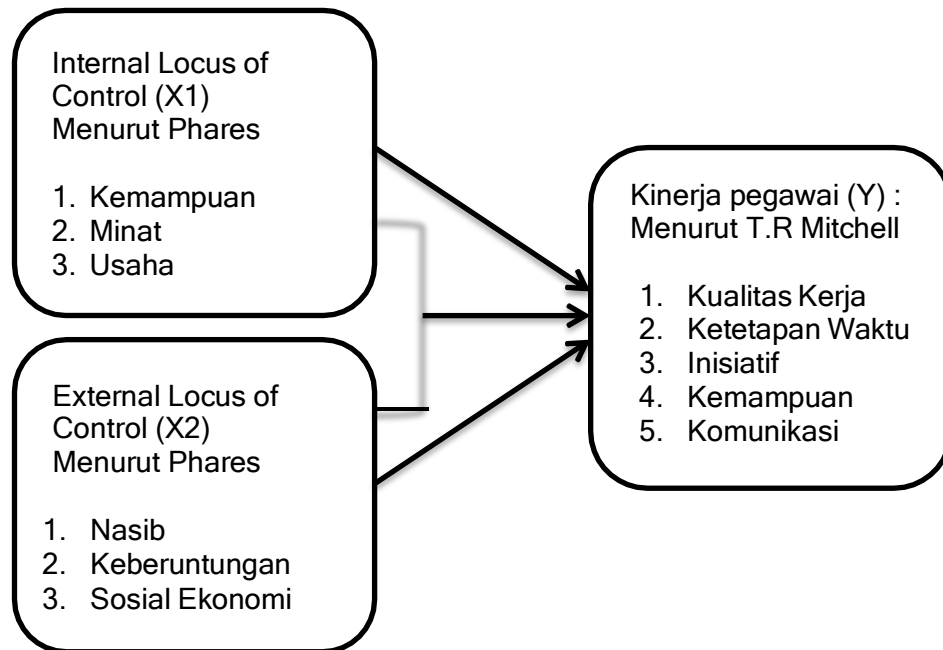 Internal Locus of
Control (X1)
Menurut Phares
1. Kemampuan
2. Minat
3. Usaha
External Locus of
Control (X2)
Menurut Phares
1. Nasib
2. Keberuntungan
3. Sosial Ekonomi
Kinerja pegawai (Y) :
Menurut T.R Mitchell
1. Kualitas Kerja
2. Ketetapan Waktu
3. Inisiatif
4. Kemampuan
5. Komunikasi